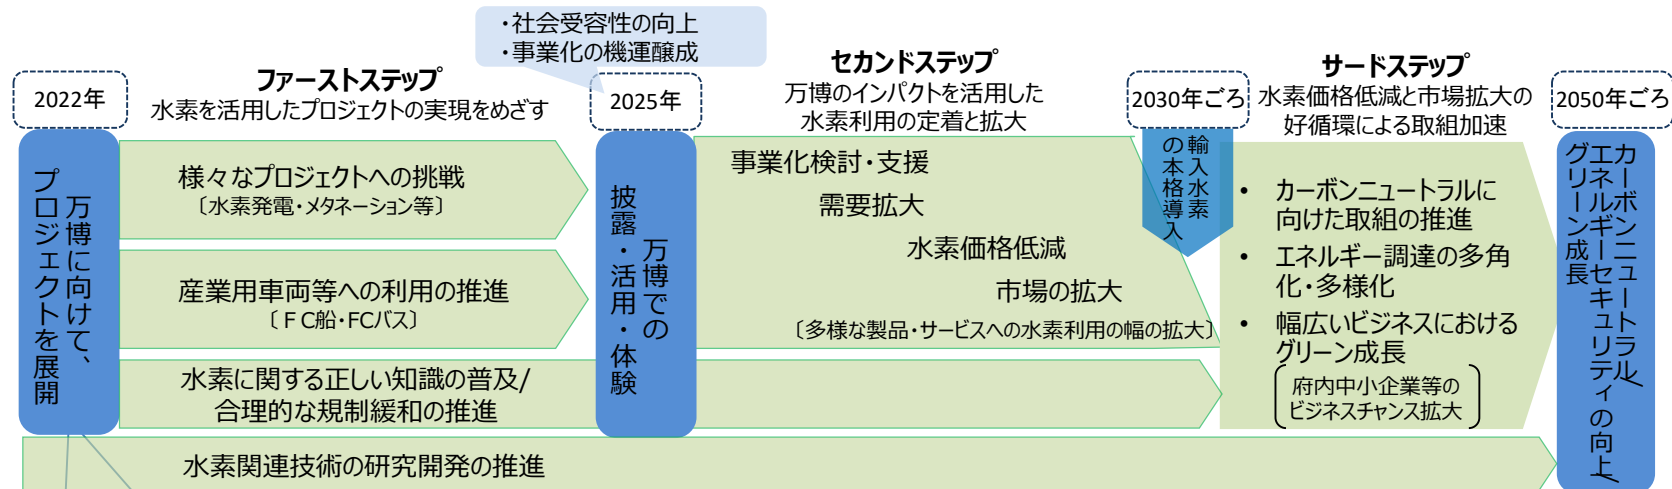 ・社会受容性の向上
・事業化の機運醸成
2022年
ファーストステップ
水素を活用したプロジェクトの実現をめざす
2025年
セカンドステップ
万博のインパクトを活用した
水素利用の定着と拡大
2030年ごろ
サードステップ
水素価格低減と市場拡大の
好循環による取組加速
2050年ごろ
万博に向けて、
プロジェクトを展開
様々なプロジェクトへの挑戦
〔水素発電・メタネーション等〕
産業用車両等への利用の推進
〔ＦＣ船・FCバス〕
水素に関する正しい知識の普及/
合理的な規制緩和の推進
水素関連技術の研究開発の推進
万博での
披露・活用・体験
事業化検討・支援
需要拡大
水素価格低減
市場の拡大
〔多様な製品・サービスへの水素利用の幅の拡大〕
輸入水素
の本格導入
• カーボンニュートラルに
向けた取組の推進
• エネルギー調達の多角
化・多様化
• 幅広いビジネスにおける
グリーン成長
府内中小企業等の
ビジネスチャンス拡大
カーボンニュートラル/
エネルギーセキュリティの向上/
グリーン成長